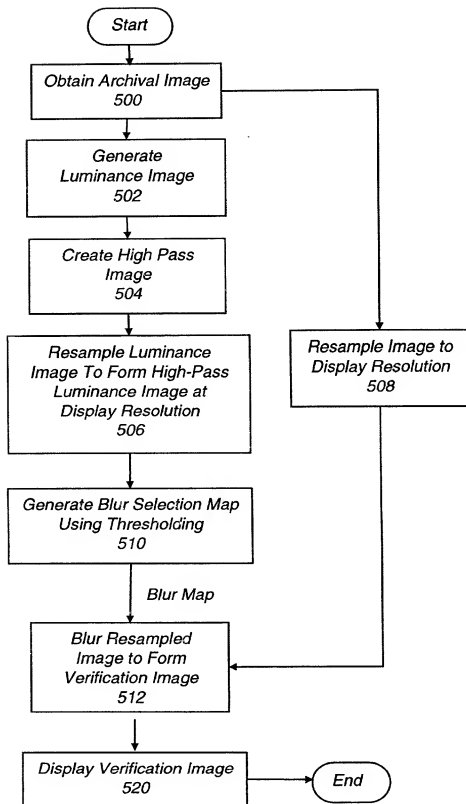 Start
Obtain Archival Image
500
Generate
Luminance Image
502
Create High Pass
Image
504
Resample Luminance
Image To Form High-Pass
Luminance Image at
Display Resolution
506
Resample Image to
Display Resolution
508
Generate Blur Selection Map
Using Thresholding
510
Blur Map
Blur Resampled
Image to Form
Verification Image
512
Display Verification Image
520
End